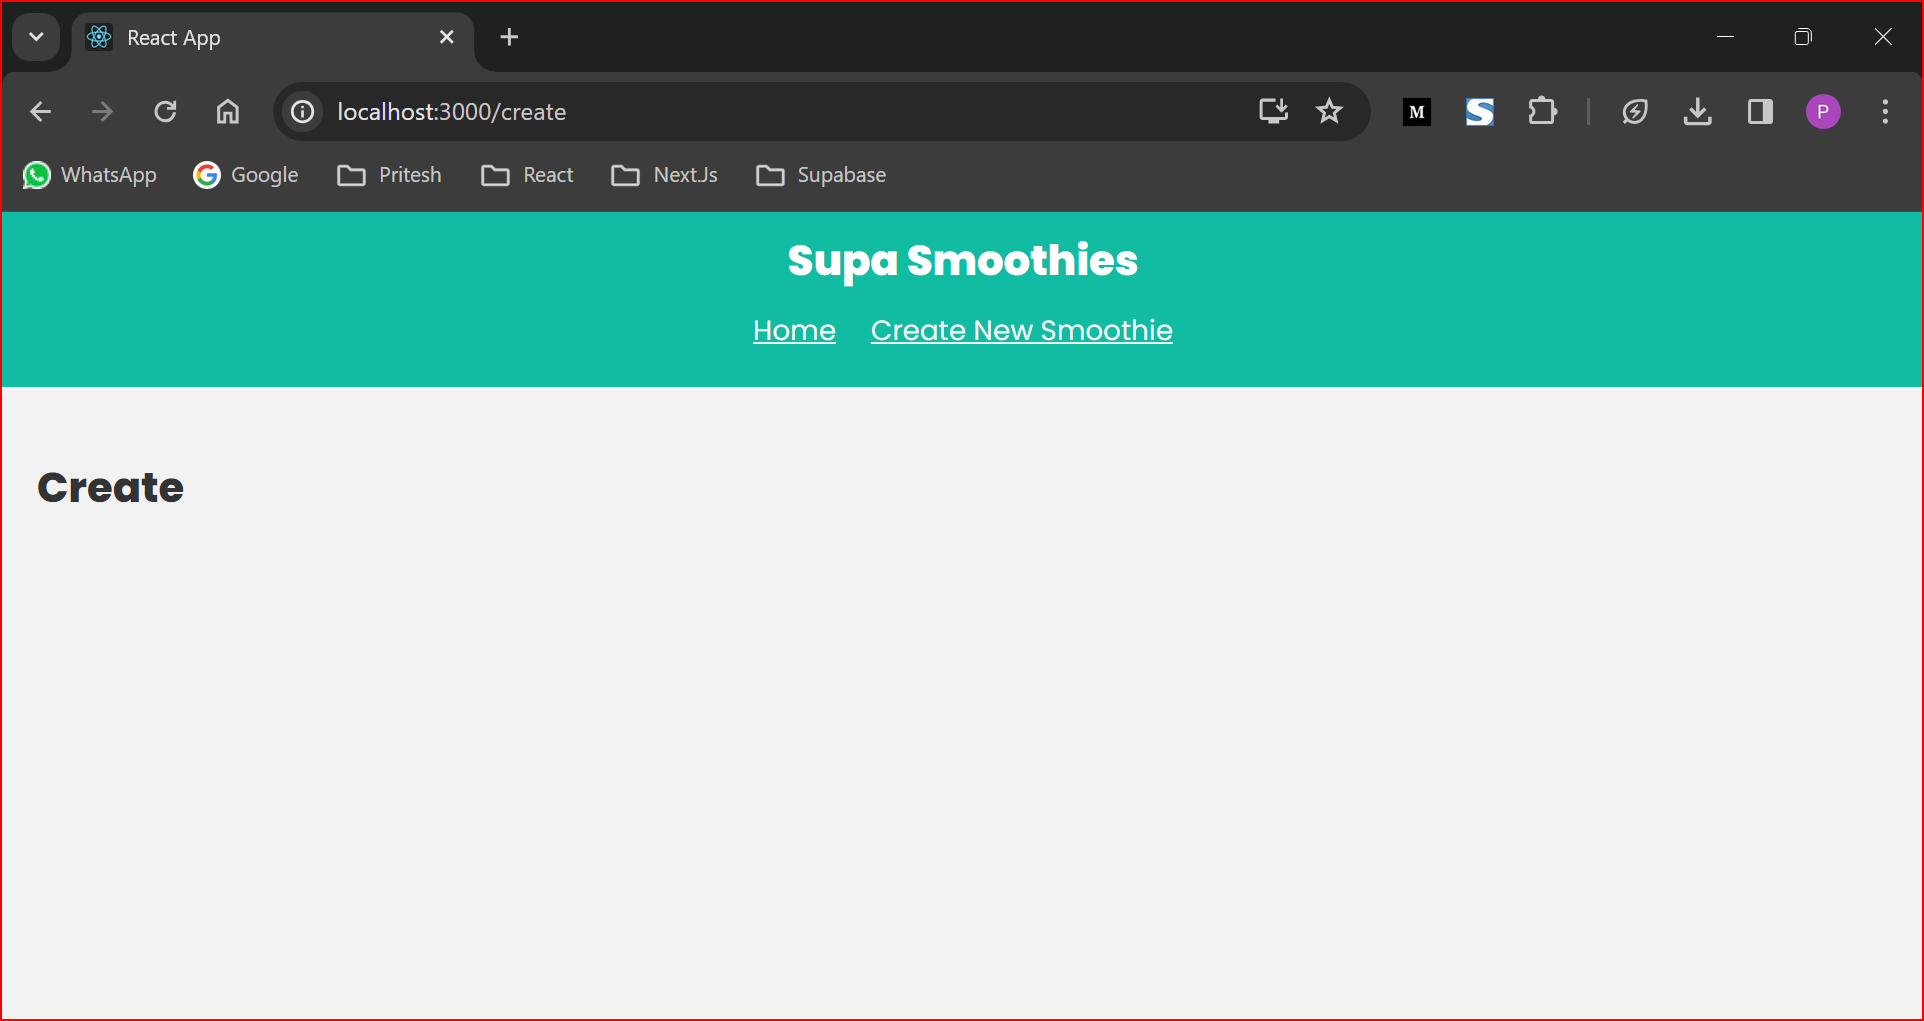 React App
localhost:3000/create
M
S
P
WhatsApp Google Pritesh React Next.Js Supabase
Supa Smoothies
Home Create New Smoothie
Create